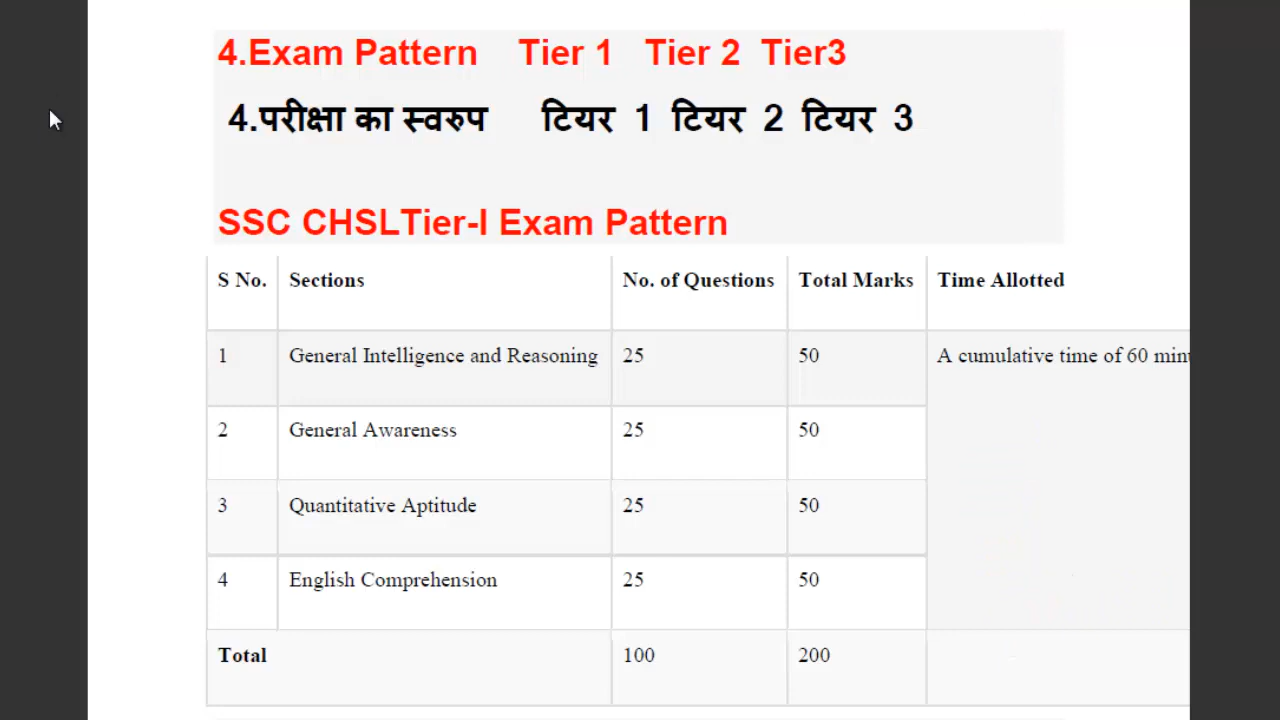 4.Exam Pattern Tier 1 Tier 2 Tier3
4.परीक्षा का स्वरुप टियर 1 टियर 2 टियर 3
SSC CHSLTier-I Exam Pattern
S No. Sections No. of Questions Total Marks Time Allotted
1 General Intelligence and Reasoning 25 50 A cumulative time of 60
2 General Awareness 25 50
3 Quantitative Aptitude 25 50
4 English Comprehension 25 50
Total 100 200